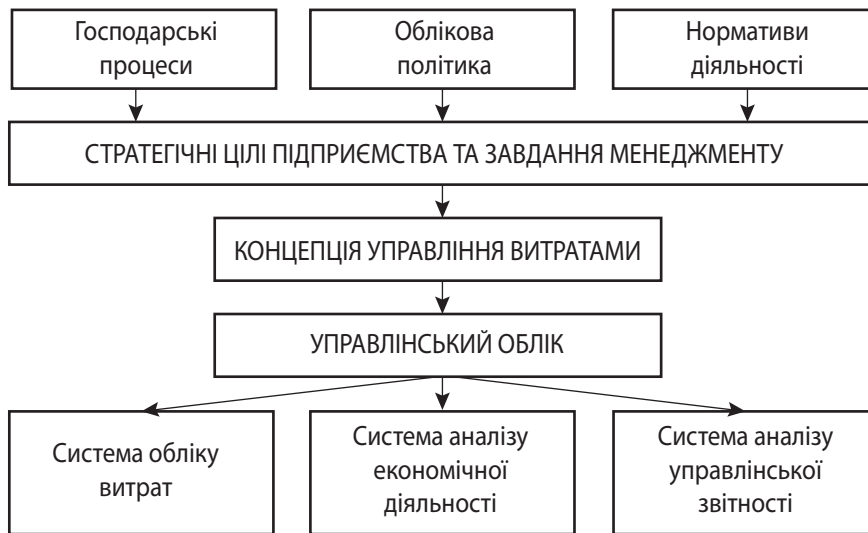 Господарські
процеси
Облікова
політика
Нормативи
діяльності
СТРАТЕГІЧНІ ЦІЛІ ПІДПРИЄМСТВА ТА ЗАВДАННЯ МЕНЕДЖМЕНТУ
КОНЦЕПЦІЯ УПРАВЛІННЯ ВИТРАТАМИ
УПРАВЛІНСЬКИЙ ОБЛІК
Система обліку
витрат
Система аналізу
економічної
діяльності
Система аналізу
управлінської
звітності